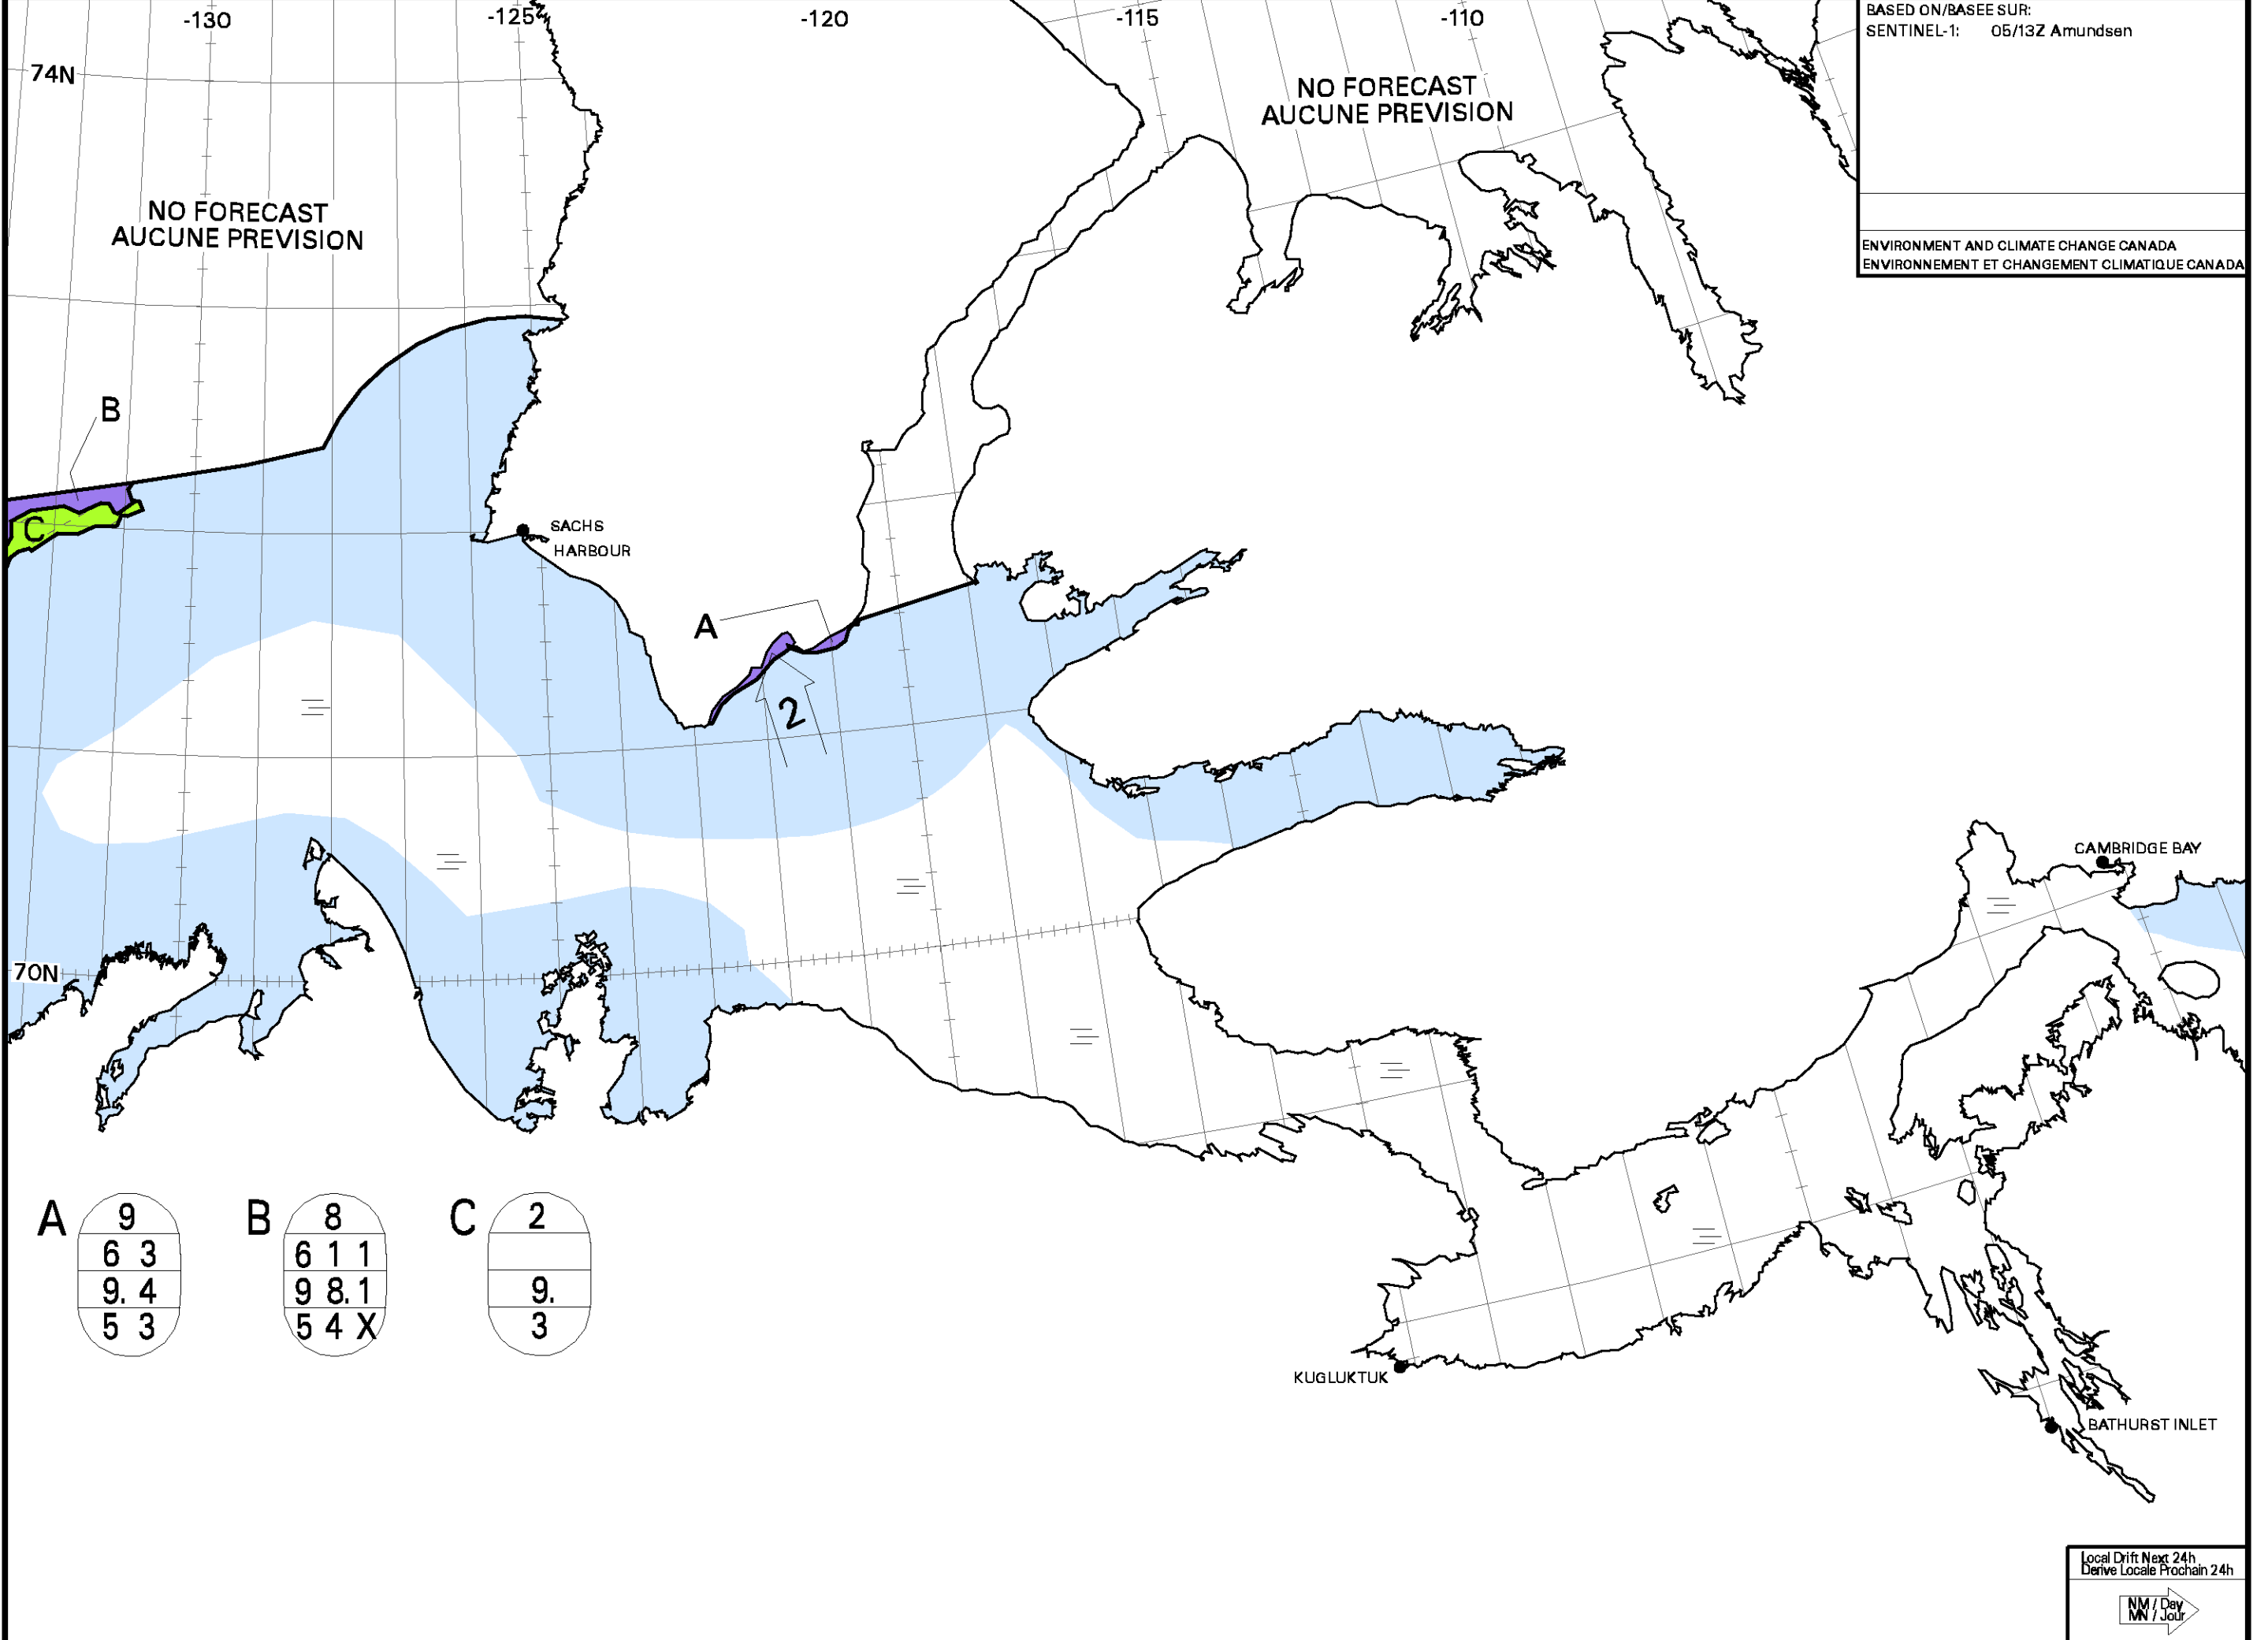 -130
-125
-120
-115
-110
BASED ON/BASEE SUR:
SENTINEL-1: 05/13Z Amundsen
74N
NO FORECAST
AUCUNE PREVISION
NO FORECAST
AUCUNE PREVISION
ENVIRONMENT AND CLIMATE CHANGE CANADA
ENVIRONNEMENT ET CHANGEMENT CLIMATIQUE CANADA
B
C
SACHS
HARBOUR
A
2
CAMBRIDGE BAY
70N
A
9
6 3
9. 4
5 3
B
8
6 1 1
9 8. 1
5 4 X
C
2
9.
3
KUGLUKTUK
BATHURST INLET
Local Drift Next 24h
Derive Locale Prochain 24h
NM / Day
MN / Jour